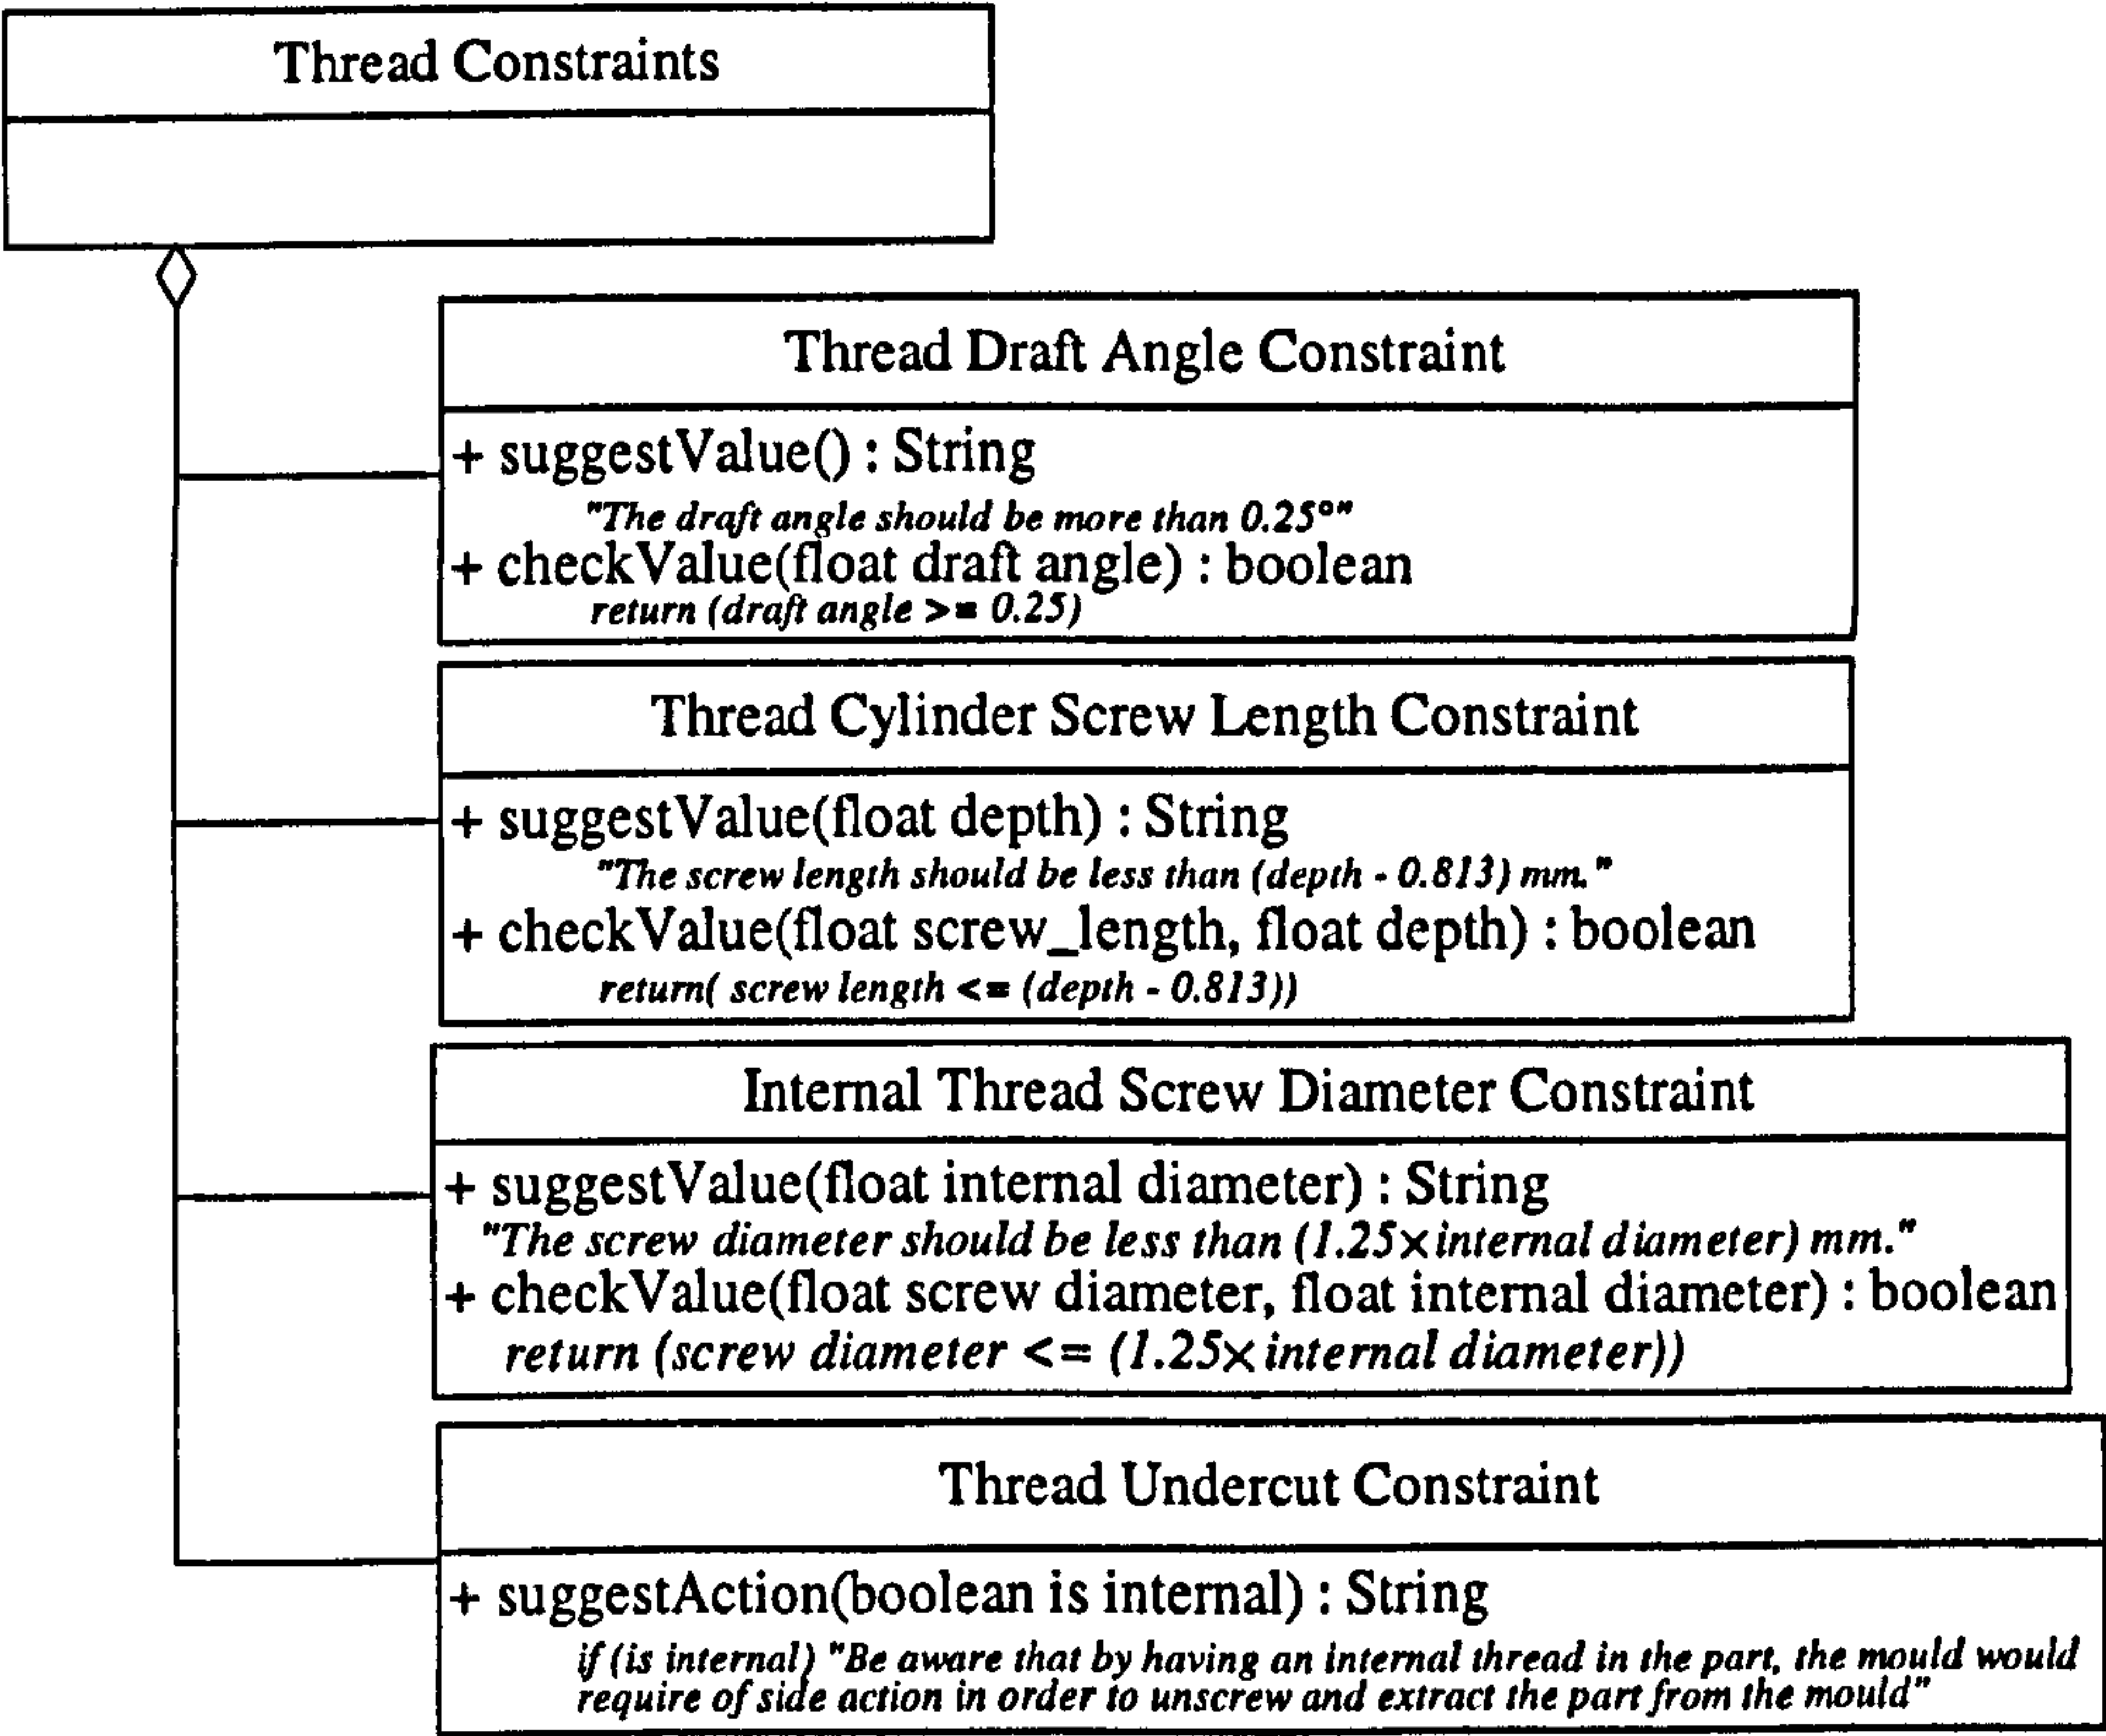 Thread Constraints
Thread Draft Angle Constraint
+ suggestValue() : String
"The draft angle should be more than 0.25°"
+ checkValue(float draft angle) : boolean
return (draft angle >= 0.25)
Thread Cylinder Screw Length Constraint
+ suggestValue(float depth) : String
"The screw length should be less than (depth - 0.813) mm."
+ checkValue(float screw_length, float depth) : boolean
return( screw length <= (depth - 0.813))
Internal Thread Screw Diameter Constraint
+ suggestValue(float internal diameter) : String
"The screw diameter should be less than (1.25×internal diameter) mm."
+ checkValue(float screw diameter, float internal diameter) : boolean
return (screw diameter <= (1.25×internal diameter))
Thread Undercut Constraint
+ suggestAction(boolean is internal) : String
if (is internal) "Be aware that by having an internal thread in the part, the mould would
require of side action in order to unscrew and extract the part from the mould"